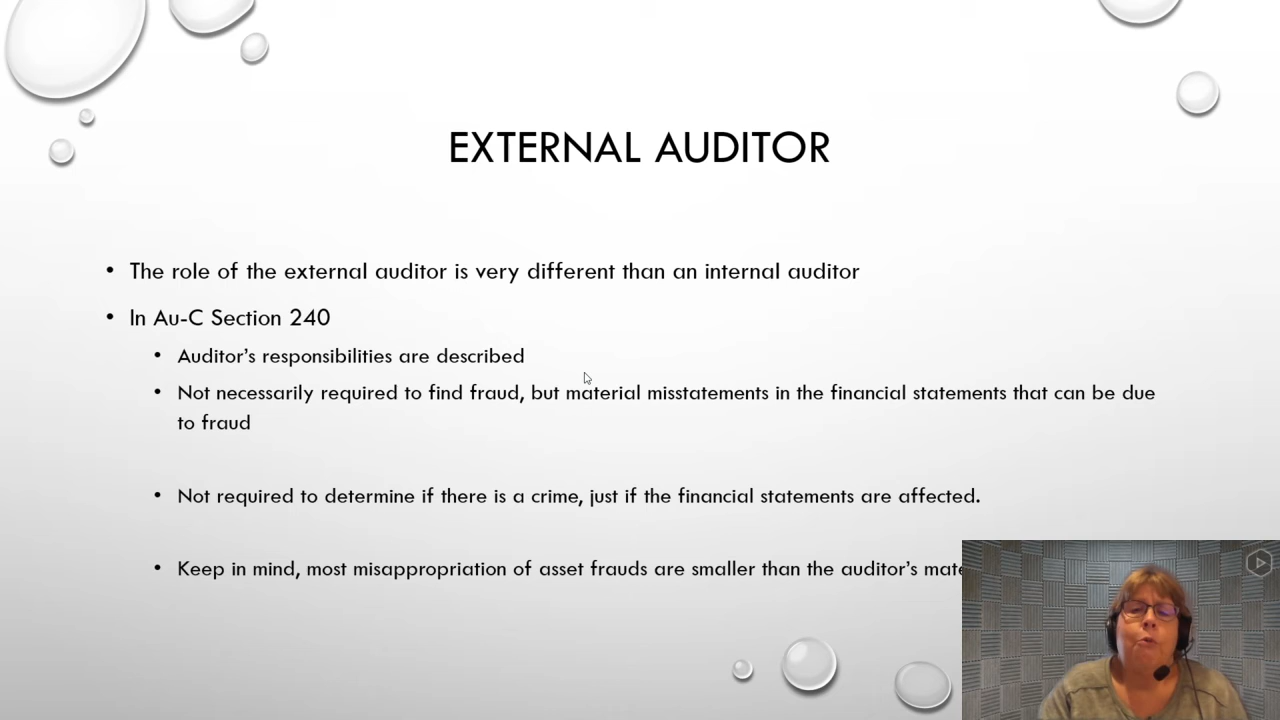 EXTERNAL AUDITOR
• The role of the external auditor is very different than an internal auditor
• In Au-C Section 240
• Auditor's responsibilities are described
• Not necessarily required to find fraud, but material misstatements in the financial statements that can be due
to fraud
• Not required to determine if there is a crime, just if the financial statements are affected.
• Keep in mind, most misappropriation of asset frauds are smaller than the auditor's